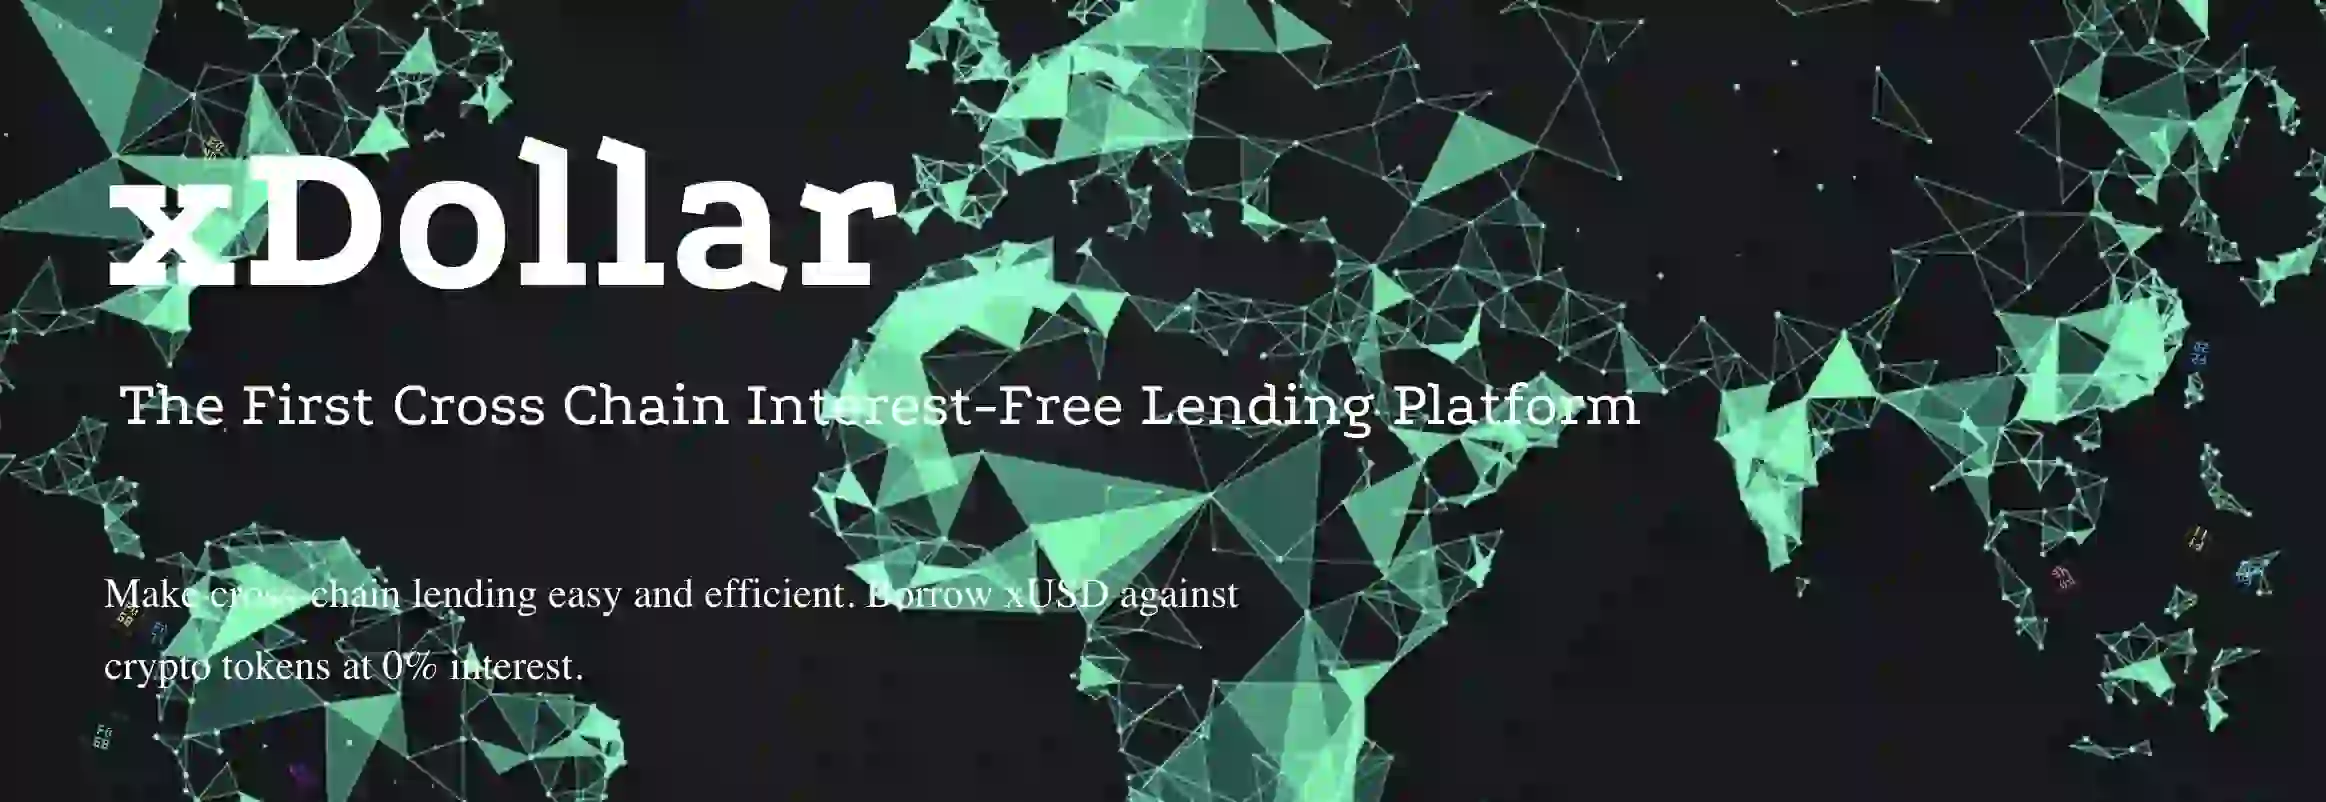 xDollar
The First Cross Chain Interest-Free Lending Platform
Make cross-chain lending easy and efficient. Borrow xUSD against
crypto tokens at 0% interest.